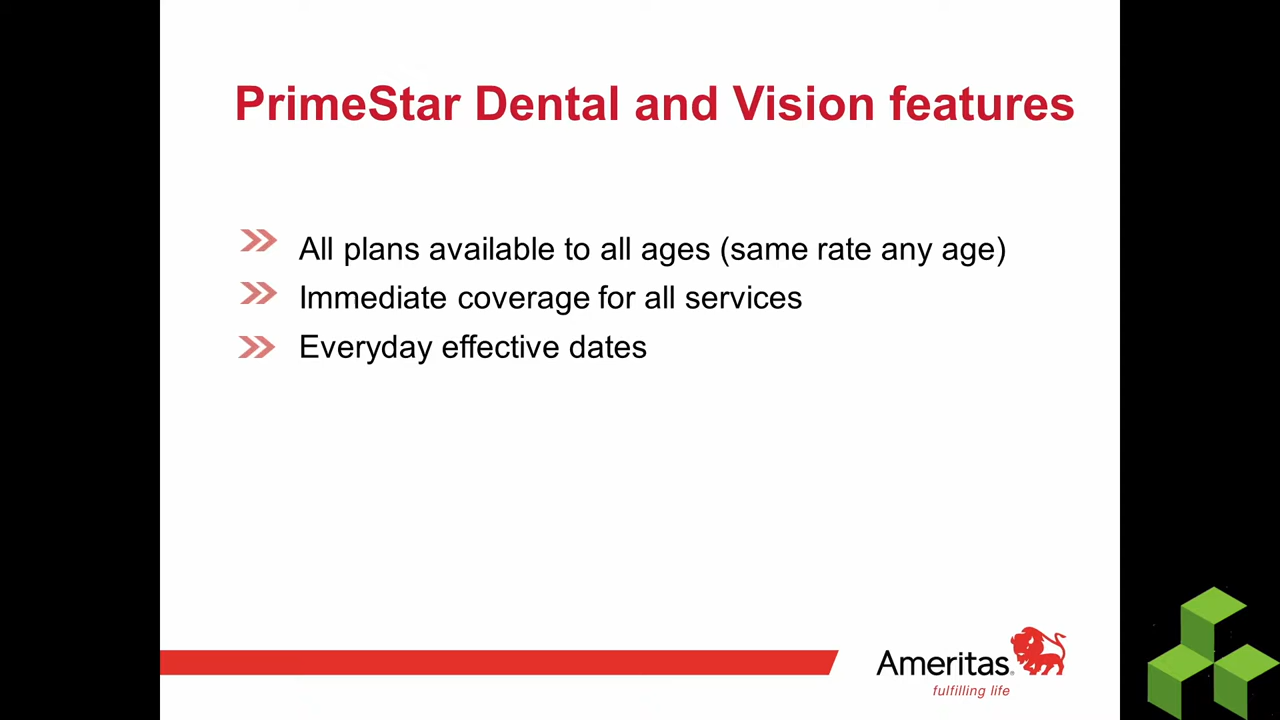 PrimeStar Dental and Vision features
All plans available to all ages (same rate any age)
Immediate coverage for all services
Everyday effective dates
Ameritas®
fulfilling life